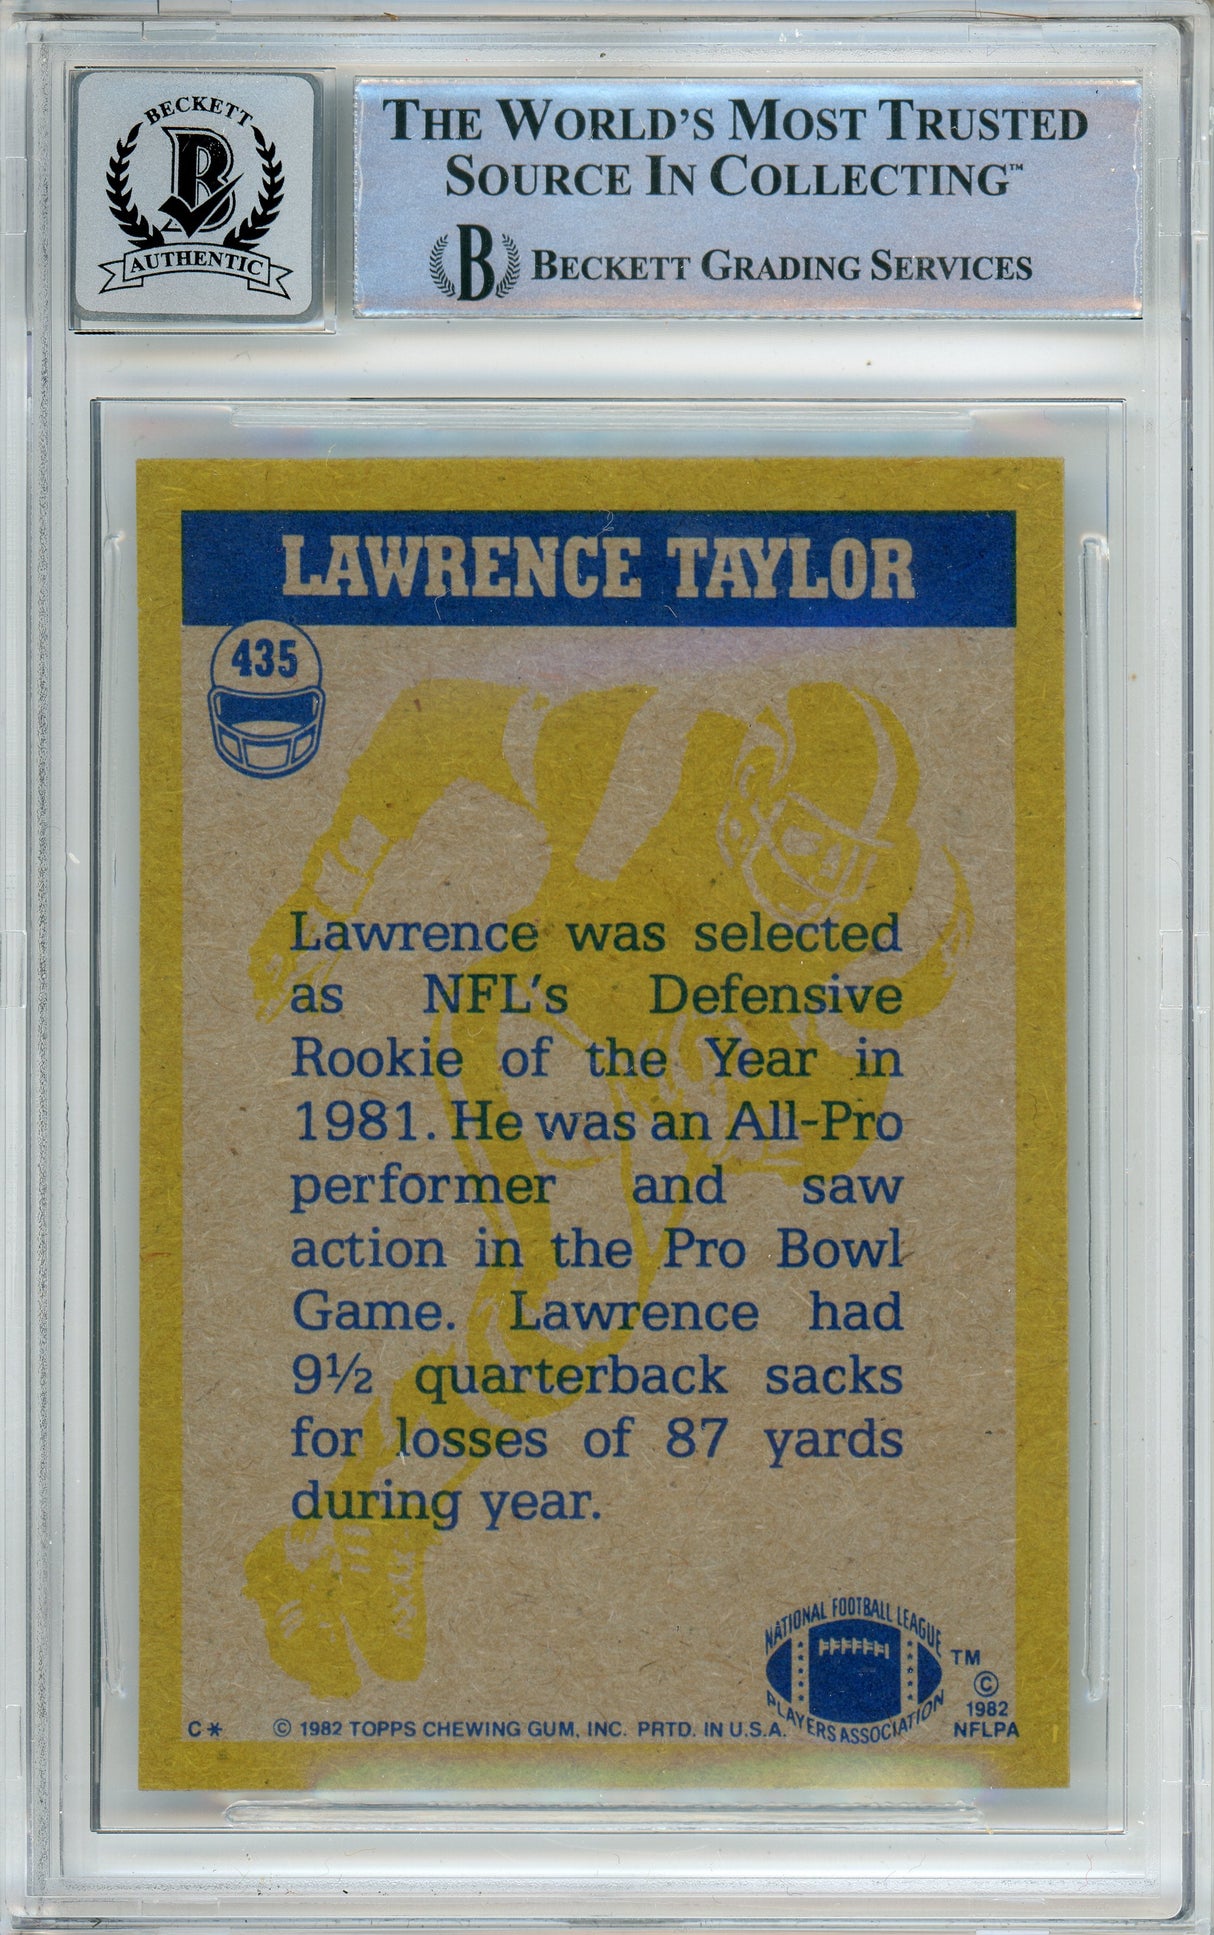 BECKETT
B
AUTHENTIC
THE WORLD'S MOST TRUSTED
SOURCE IN COLLECTING™
B BECKETT GRADING SERVICES
LAWRENCE TAYLOR
435
Lawrence was selected
as NFL's Defensive
Rookie of the Year in
1981. He was an All-Pro
performer and saw
action in the Pro Bowl
Game. Lawrence had
9½ quarterback sacks
for losses of 87 yards
during year.
NATIONAL FOOTBALL LEAGUE
PLAYERS ASSOCIATION
TM
©
1982
NFLPA
C* © 1982 TOPPS CHEWING GUM, INC. PRTD. IN U.S.A.